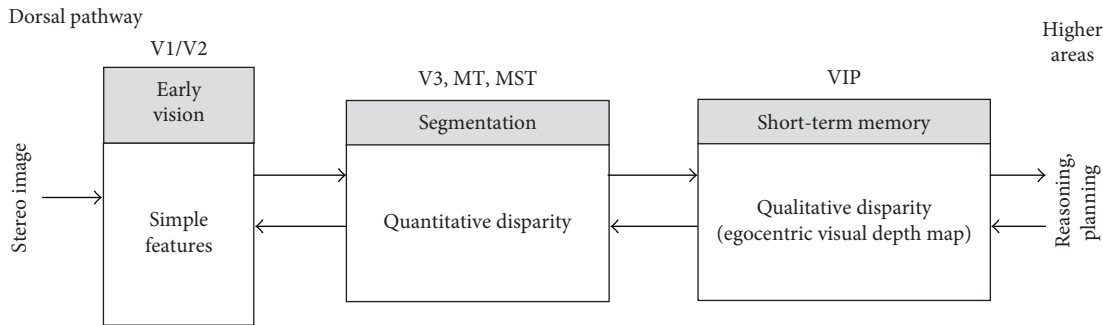 Dorsal pathway
Higher
areas
V1/V2
V3, MT, MST
VIP
Early
vision
Segmentation
Short-term memory
Stereo image
Simple
features
Quantitative disparity
Qualitative disparity
(egocentric visual depth map)
Reasoning,
planning